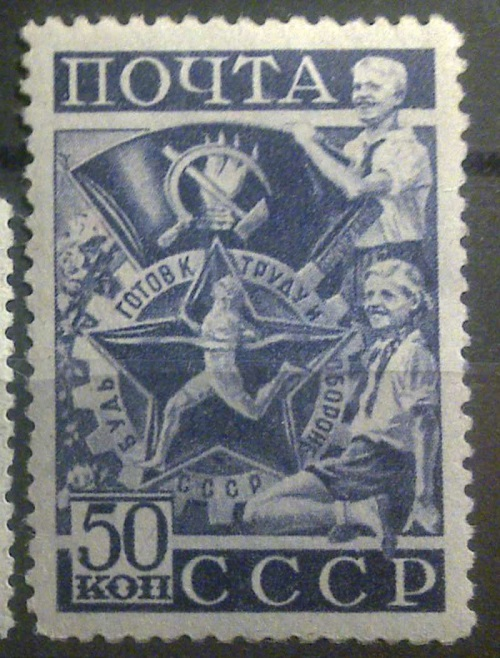 ПОЧТА
БУДЬ ГОТОВ К ТРУДУ И ОБОРОНЕ
СССР
50
КОП
СССР